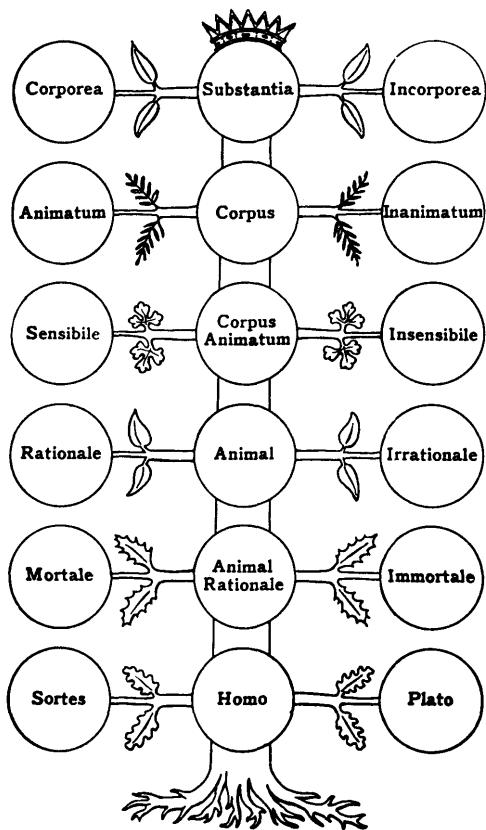 Corporea
Substantia
Incorporea
Animatum
Corpus
Inanimatum
Sensibile
Corpus
Animatum
Insensibile
Rationale
Animal
Irrationale
Mortale
Animal
Rationale
Immortale
Sortes
Homo
Plato